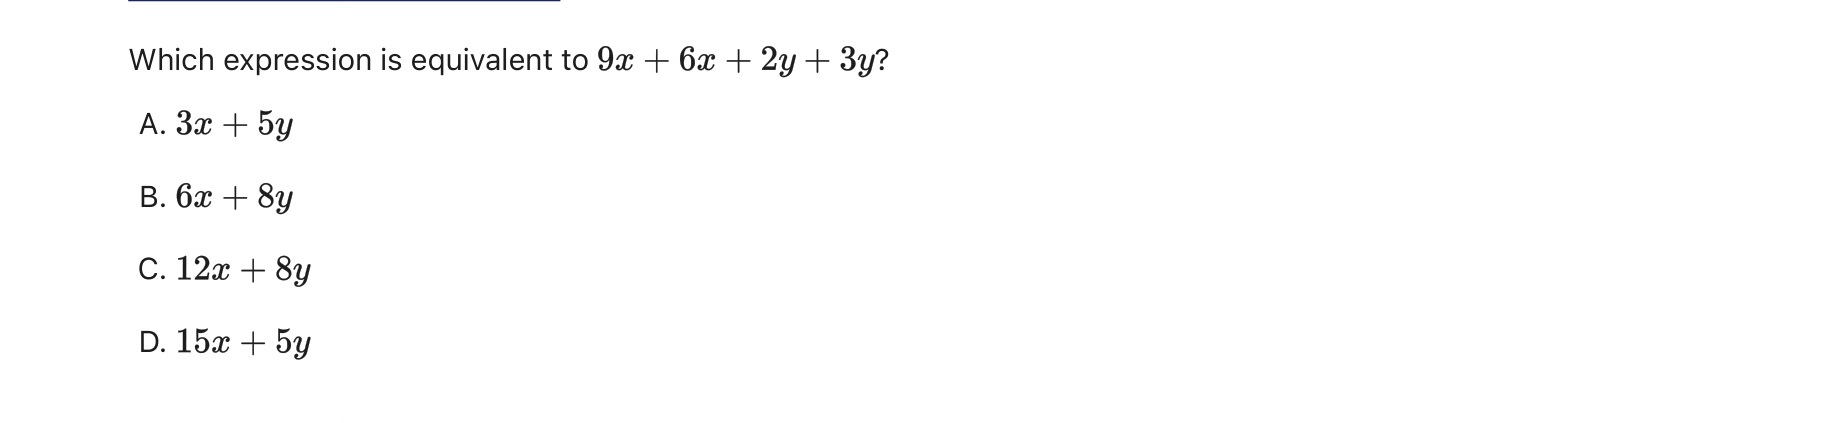 Which expression is equivalent to 9x + 6x + 2y + 3y?
A. 3x + 5y
B. 6x + 8y
C. 12x + 8y
D. 15x + 5y